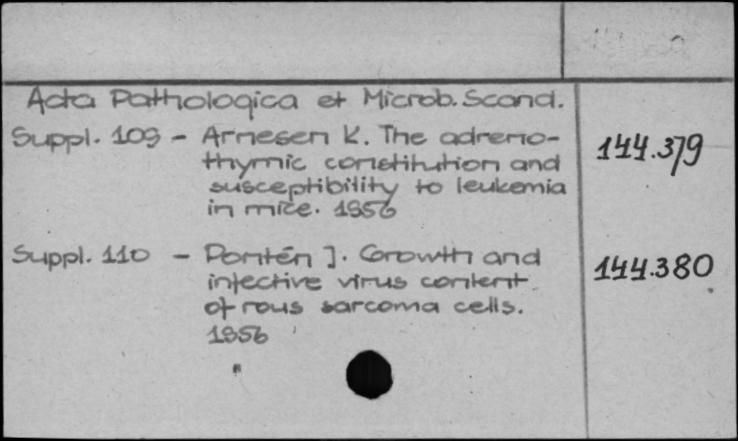 Acta Pathologica et Microb. Scand.
Suppl. 109 - Arnesen K. The adreno- 144.379
thymic constitution and
susceptibility to leukemia
in mice. 1956
Suppl. 110 - Pontén J. Growth and 144.380
infective virus content
of rous sarcoma cells.
1956